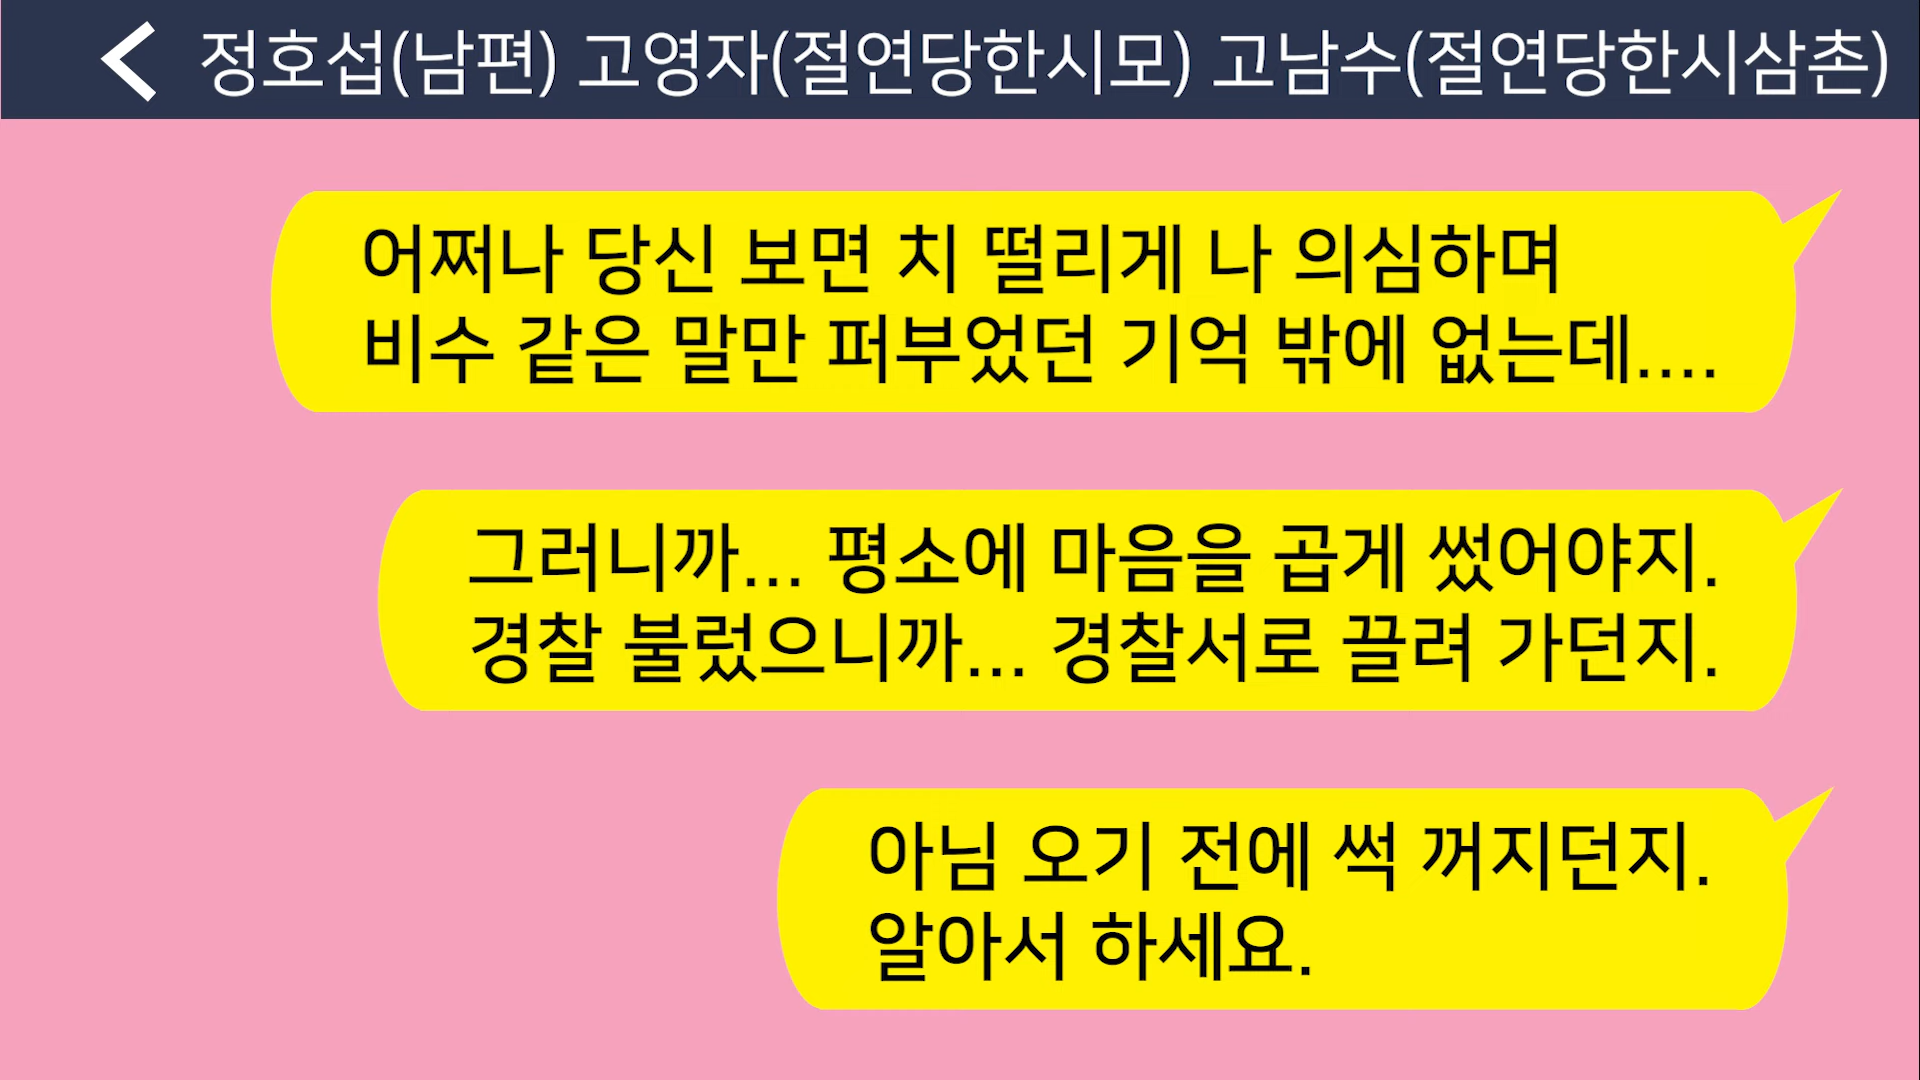 정호섭(남편) 고영자(절연당한시모) 고남수(절연당한시삼촌)
어쩌나 당신 보면 치 떨리게 나 의심하며
비수 같은 말만 퍼부었던 기억 밖에 없는데....
그러니까... 평소에 마음을 곱게 썼어야지.
경찰 불렀으니까... 경찰서로 끌려 가던지.
아님 오기 전에 썩 꺼지던지.
알아서 하세요.